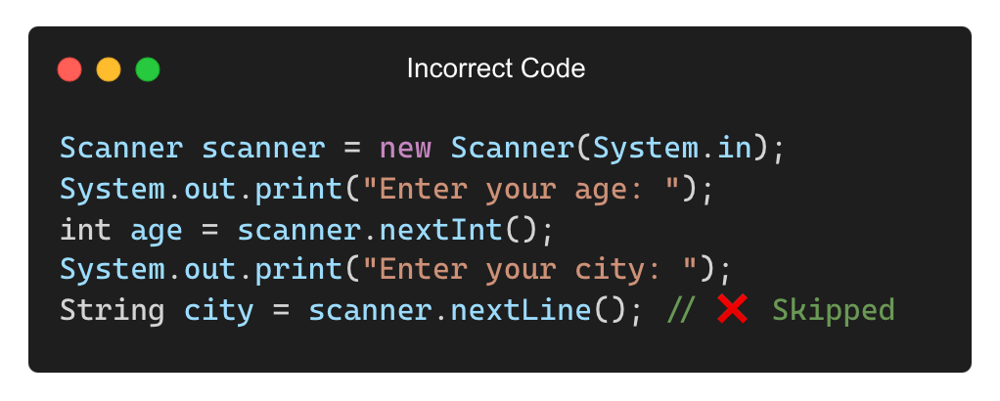 Incorrect Code
Scanner scanner = new Scanner(System.in);
System.out.print("Enter your age: ");
int age = scanner.nextInt();
System.out.print("Enter your city: ");
String city = scanner.nextLine(); // ❌ Skipped